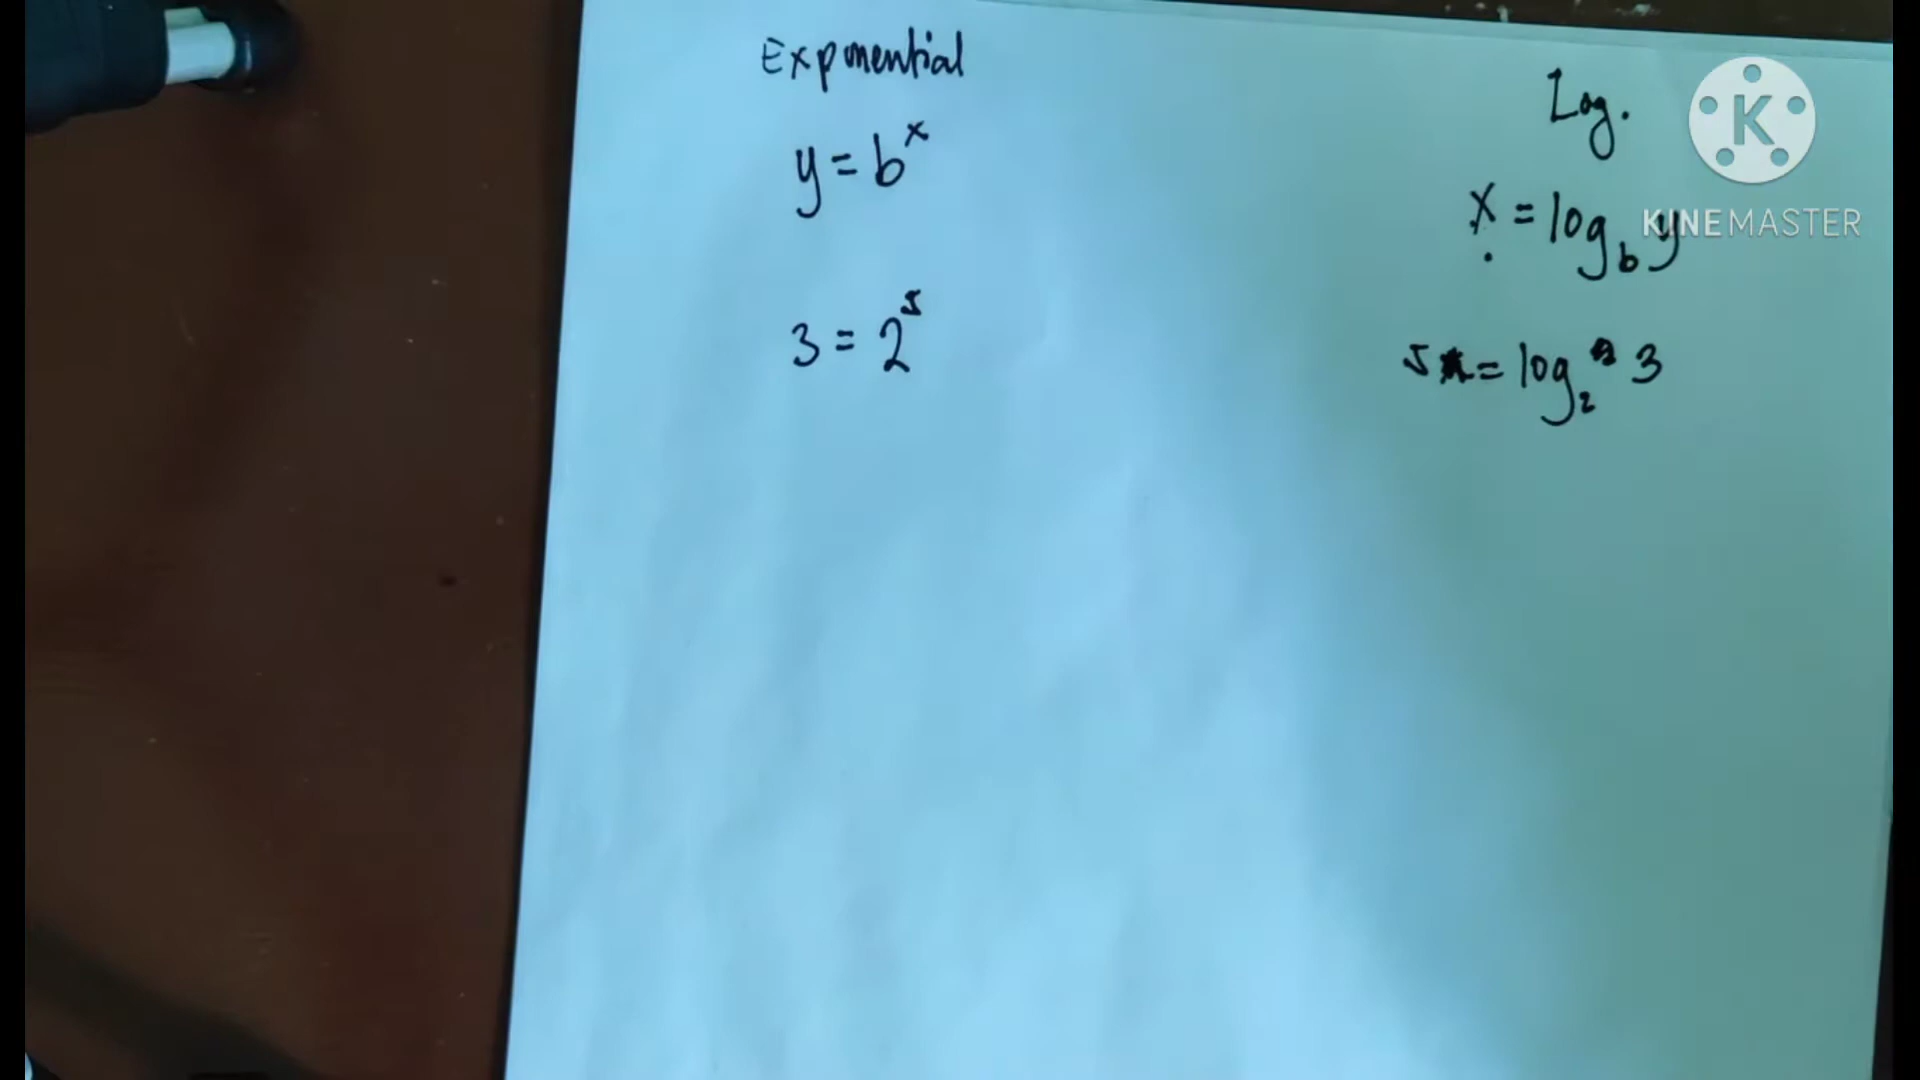 Exponential
y = b^x
3 = 2^5
Log.
x = log_b y
5 = log_2 3
K
KINEMASTER